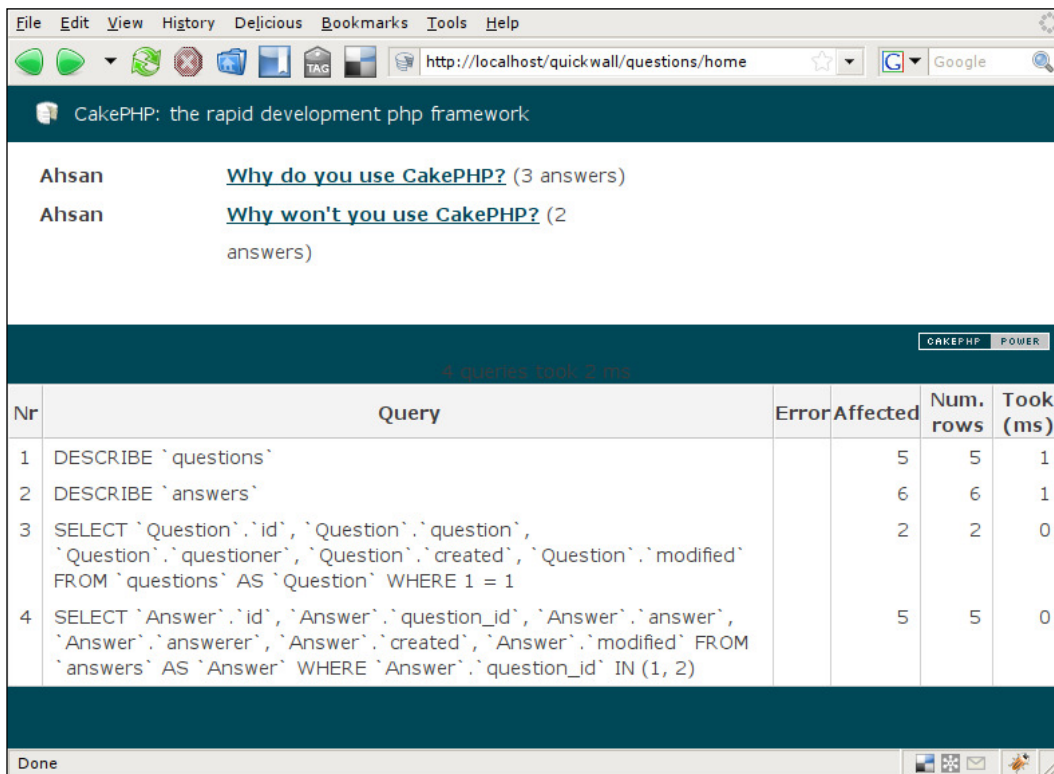 File Edit View History Delicious Bookmarks Tools Help
TAG http://localhost/quickwall/questions/home G Google
CakePHP: the rapid development php framework
Ahsan Why do you use CakePHP? (3 answers)
Ahsan Why won't you use CakePHP? (2
answers)
CAKEPHP POWER
4 queries took 2 ms
Nr Query Error Affected Num. rows Took (ms)
1 DESCRIBE `questions` 5 5 1
2 DESCRIBE `answers` 6 6 1
3 SELECT `Question`.`id`, `Question`.`question`, 2 2 0
`Question`.`questioner`, `Question`.`created`, `Question`.`modified`
FROM `questions` AS `Question` WHERE 1 = 1
4 SELECT `Answer`.`id`, `Answer`.`question_id`, `Answer`.`answer`, 5 5 0
`Answer`.`answerer`, `Answer`.`created`, `Answer`.`modified` FROM
`answers` AS `Answer` WHERE `Answer`.`question_id` IN (1, 2)
Done